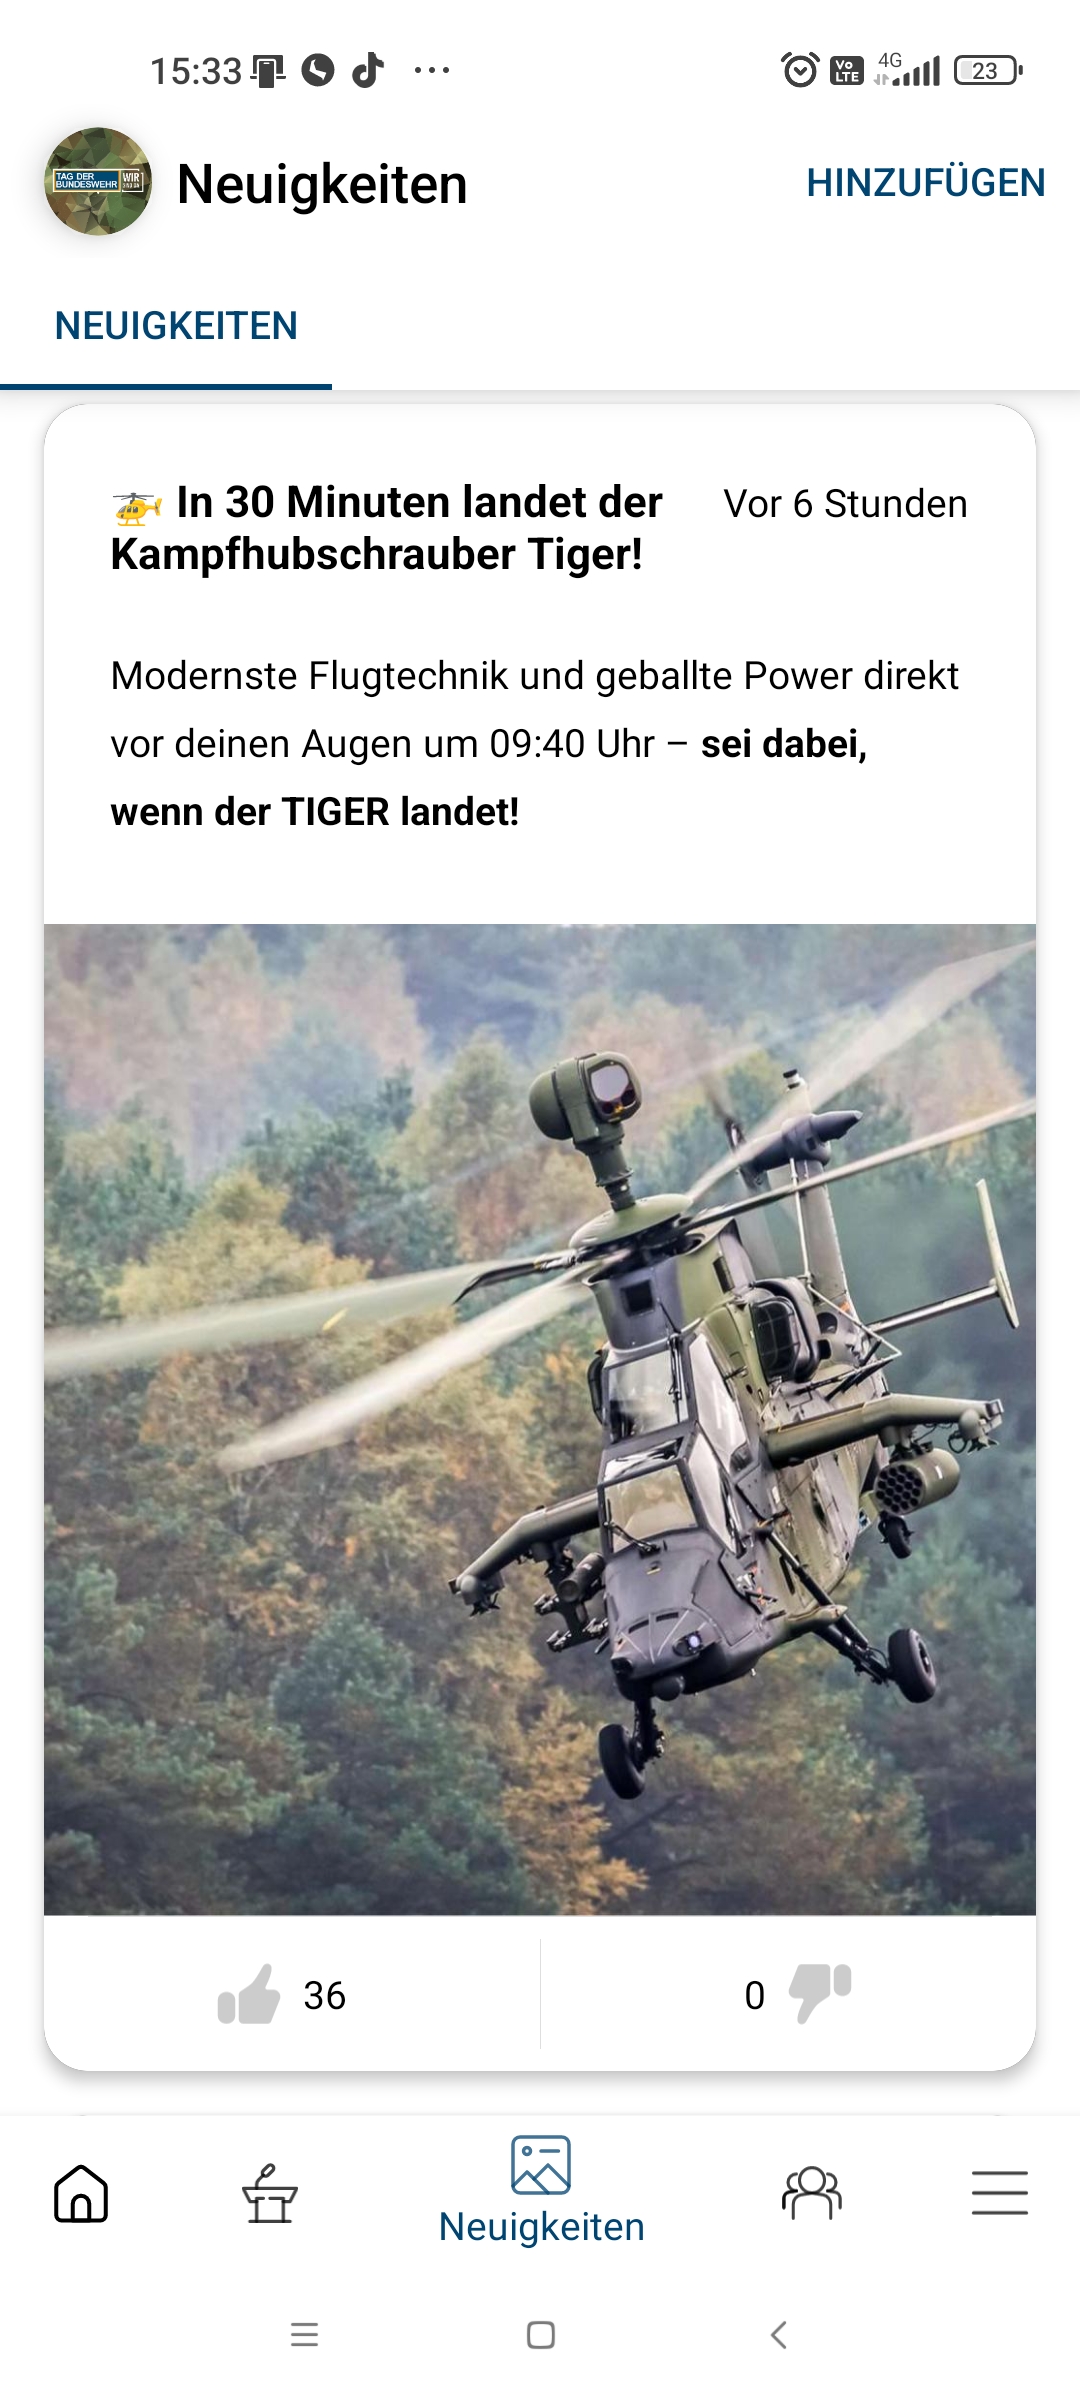 15:33
Vo LTE
4G
23
TAG DER
BUNDESWEHR
WIR
Neuigkeiten
HINZUFÜGEN
NEUIGKEITEN
In 30 Minuten landet der
Vor 6 Stunden
Kampfhubschrauber Tiger!
Modernste Flugtechnik und geballte Power direkt
vor deinen Augen um 09:40 Uhr – sei dabei,
wenn der TIGER landet!
36
0
Neuigkeiten